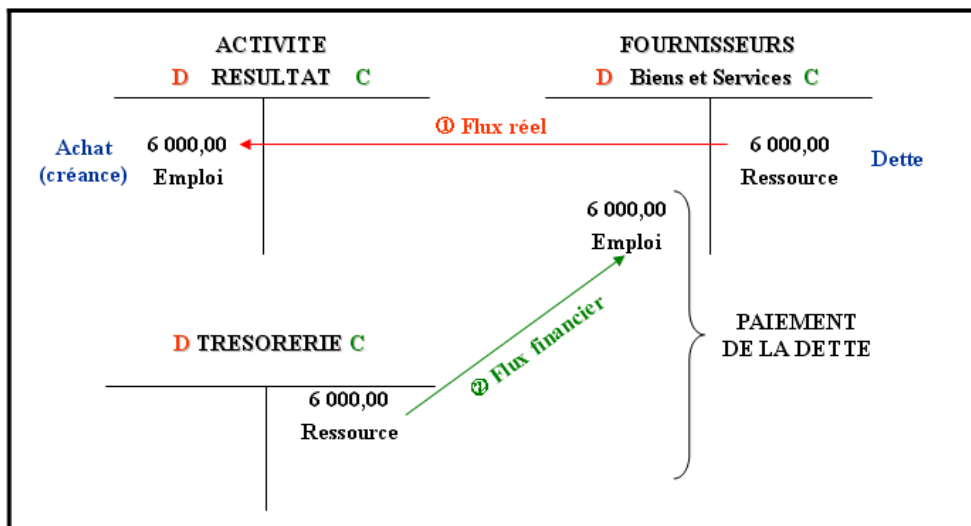 ACTIVITE
D RESULTAT C
FOURNISSEURS
D Biens et Services C
① Flux réel
Achat
(créance)
6 000,00
Emploi
6 000,00
Ressource
Dette
6 000,00
Emploi
② Flux financier
D TRESORERIE C
6 000,00
Ressource
PAIEMENT
DE LA DETTE